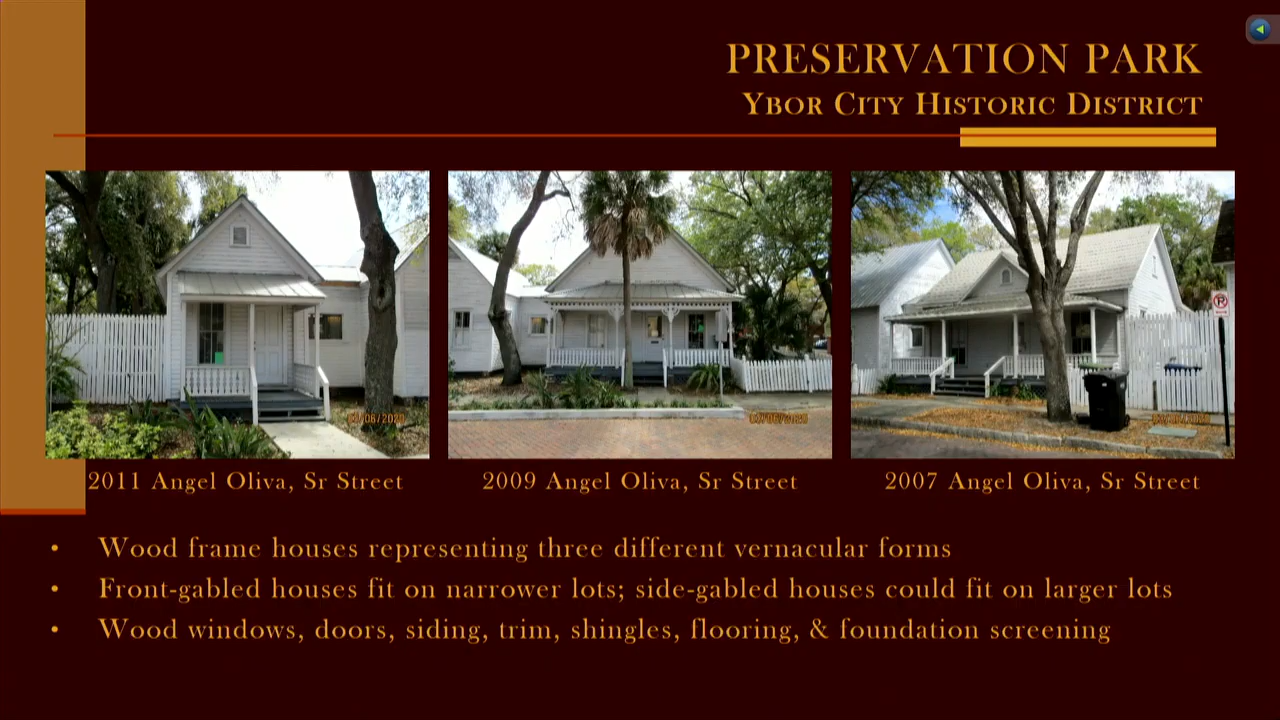 PRESERVATION PARK
YBOR CITY HISTORIC DISTRICT
2011 Angel Oliva, Sr Street
2009 Angel Oliva, Sr Street
2007 Angel Oliva, Sr Street
• Wood frame houses representing three different vernacular forms
• Front-gabled houses fit on narrower lots; side-gabled houses could fit on larger lots
• Wood windows, doors, siding, trim, shingles, flooring, & foundation screening